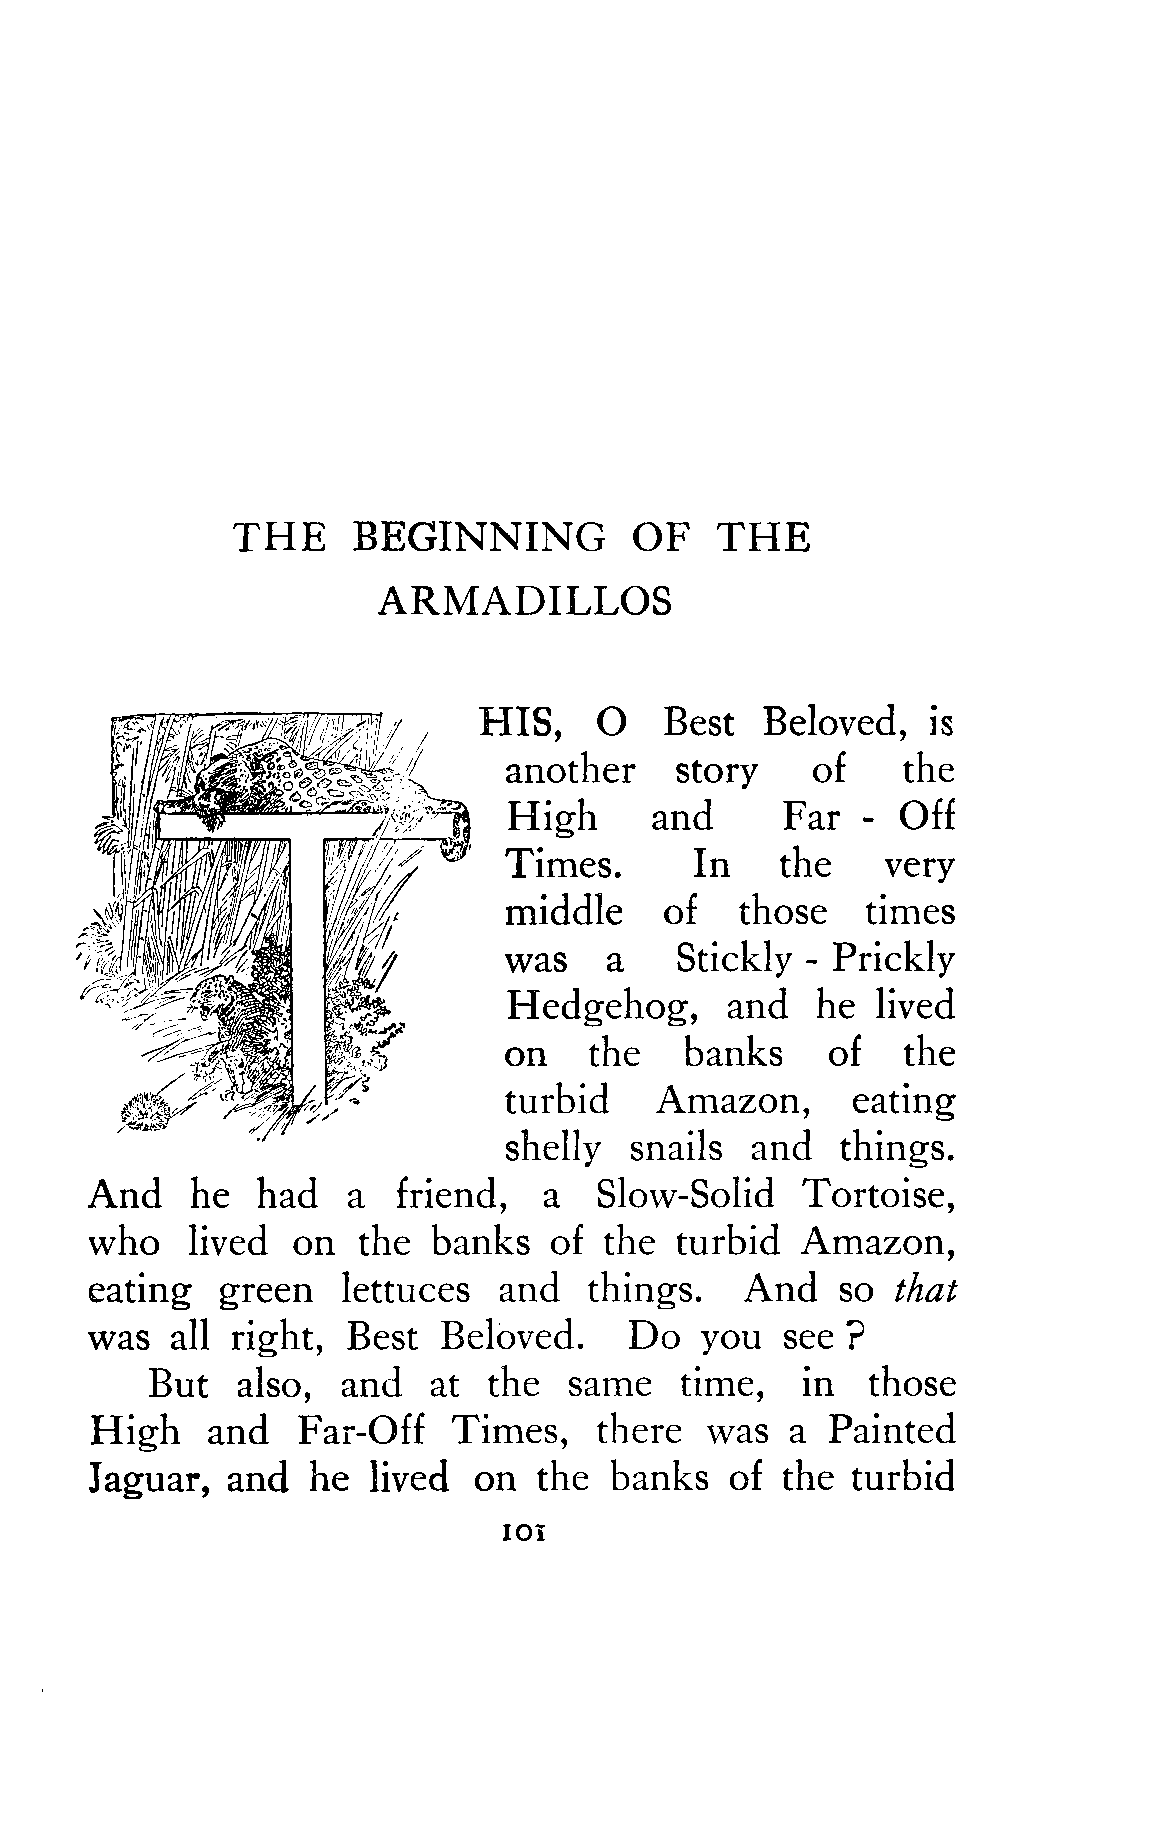 THE BEGINNING OF THE
ARMADILLOS
THIS, O Best Beloved, is
another story of the
High and Far - Off
Times. In the very
middle of those times
was a Stickly - Prickly
Hedgehog, and he lived
on the banks of the
turbid Amazon, eating
shelly snails and things.
And he had a friend, a Slow-Solid Tortoise,
who lived on the banks of the turbid Amazon,
eating green lettuces and things. And so that
was all right, Best Beloved. Do you see ?
But also, and at the same time, in those
High and Far-Off Times, there was a Painted
Jaguar, and he lived on the banks of the turbid
101